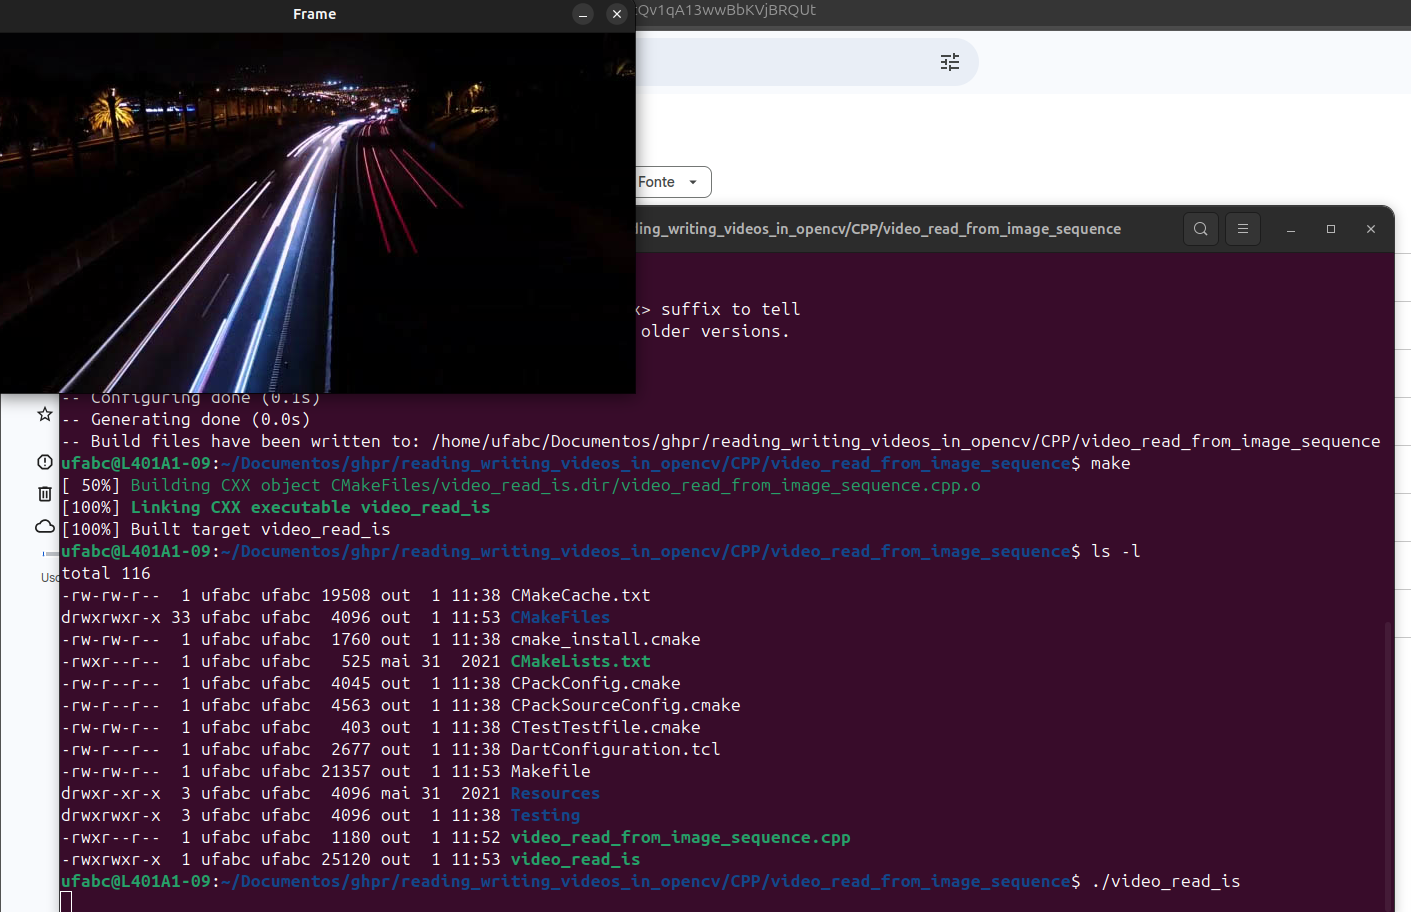 Frame
Qv1qA13wwBbKVjBRQUt
Fonte
ing_writing_videos_in_opencv/CPP/video_read_from_image_sequence
x> suffix to tell
older versions.
-- Configuring done (0.1s)
-- Generating done (0.0s)
-- Build files have been written to: /home/ufabc/Documentos/ghpr/reading_writing_videos_in_opencv/CPP/video_read_from_image_sequence
ufabc@L401A1-09:~/Documentos/ghpr/reading_writing_videos_in_opencv/CPP/video_read_from_image_sequence$ make
[ 50%] Building CXX object CMakeFiles/video_read_is.dir/video_read_from_image_sequence.cpp.o
[100%] Linking CXX executable video_read_is
[100%] Built target video_read_is
ufabc@L401A1-09:~/Documentos/ghpr/reading_writing_videos_in_opencv/CPP/video_read_from_image_sequence$ ls -l
Usc
total 116
-rw-rw-r--  1 ufabc ufabc 19508 out  1 11:38 CMakeCache.txt
drwxrwxr-x 33 ufabc ufabc  4096 out  1 11:53 CMakeFiles
-rw-rw-r--  1 ufabc ufabc  1760 out  1 11:38 cmake_install.cmake
-rwxr--r--  1 ufabc ufabc   525 mai 31  2021 CMakeLists.txt
-rw-r--r--  1 ufabc ufabc  4045 out  1 11:38 CPackConfig.cmake
-rw-r--r--  1 ufabc ufabc  4563 out  1 11:38 CPackSourceConfig.cmake
-rw-rw-r--  1 ufabc ufabc   403 out  1 11:38 CTestTestfile.cmake
-rw-r--r--  1 ufabc ufabc  2677 out  1 11:38 DartConfiguration.tcl
-rw-rw-r--  1 ufabc ufabc 21357 out  1 11:53 Makefile
drwxr-xr-x  3 ufabc ufabc  4096 mai 31  2021 Resources
drwxrwxr-x  3 ufabc ufabc  4096 out  1 11:38 Testing
-rwxr--r--  1 ufabc ufabc  1180 out  1 11:52 video_read_from_image_sequence.cpp
-rwxrwxr-x  1 ufabc ufabc 25120 out  1 11:53 video_read_is
ufabc@L401A1-09:~/Documentos/ghpr/reading_writing_videos_in_opencv/CPP/video_read_from_image_sequence$ ./video_read_is